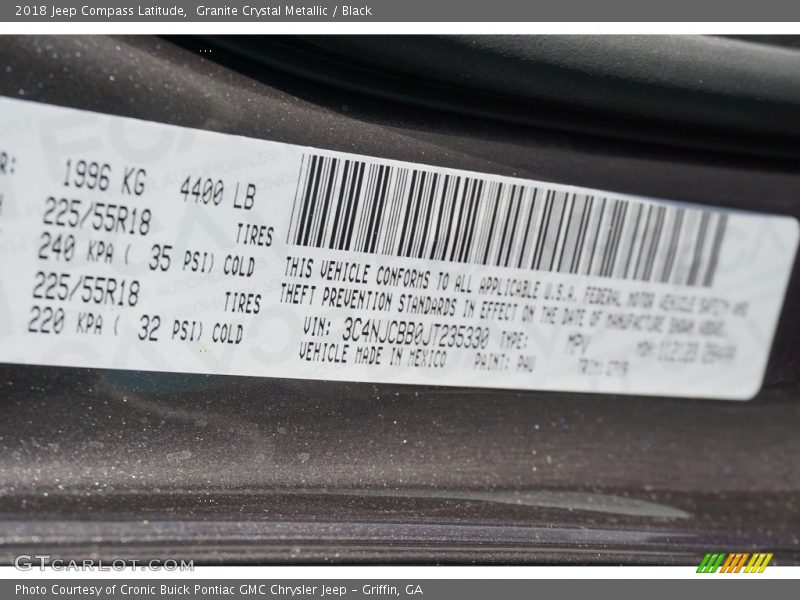 2018 Jeep Compass Latitude,  Granite Crystal Metallic / Black
R: 1996 KG 4400 LB
225/55R18 TIRES
240 KPA ( 35 PSI) COLD
225/55R18 TIRES
220 KPA ( 32 PSI) COLD
THIS VEHICLE CONFORMS TO ALL APPLICABLE U.S.A. FEDERAL MOTOR VEHICLE SAFETY AND
THEFT PREVENTION STANDARDS IN EFFECT ON THE DATE OF MANUFACTURE SHOWN ABOVE.
VIN: 3C4NJCBB0JT235330 TYPE: MPV
VEHICLE MADE IN MEXICO PAINT: PAU TRIM:
GTCARLOT.COM
Photo Courtesy of Cronic Buick Pontiac GMC Chrysler Jeep - Griffin, GA